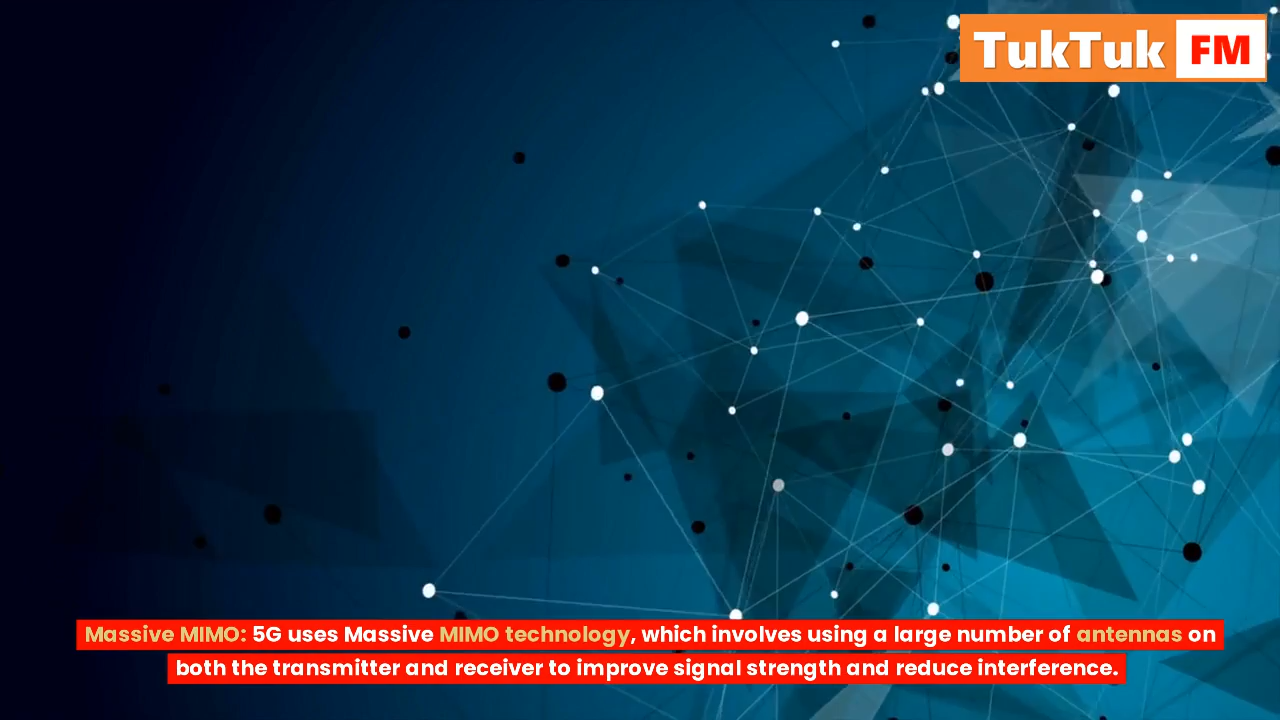 TukTuk FM
Massive MIMO: 5G uses Massive MIMO technology, which involves using a large number of antennas on
both the transmitter and receiver to improve signal strength and reduce interference.